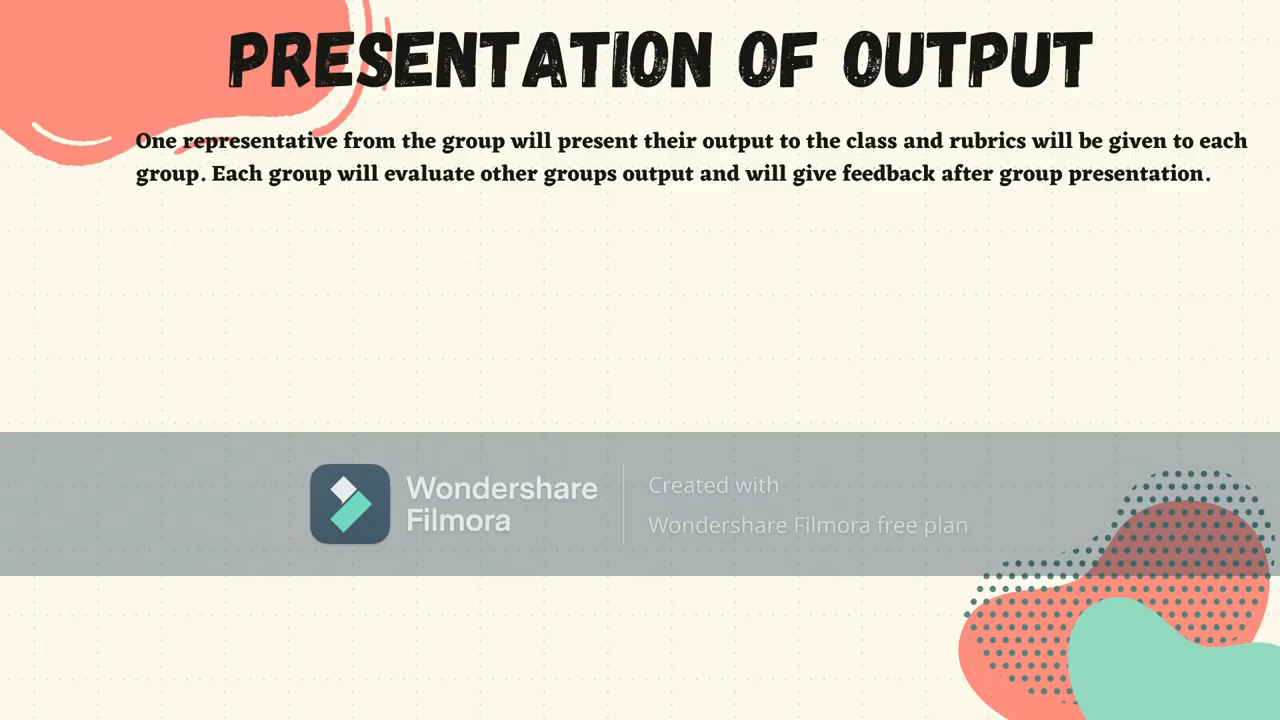 PRESENTATION OF OUTPUT
One representative from the group will present their output to the class and rubrics will be given to each
group. Each group will evaluate other groups output and will give feedback after group presentation.
Wondershare
Filmora
Created with
Wondershare Filmora free plan